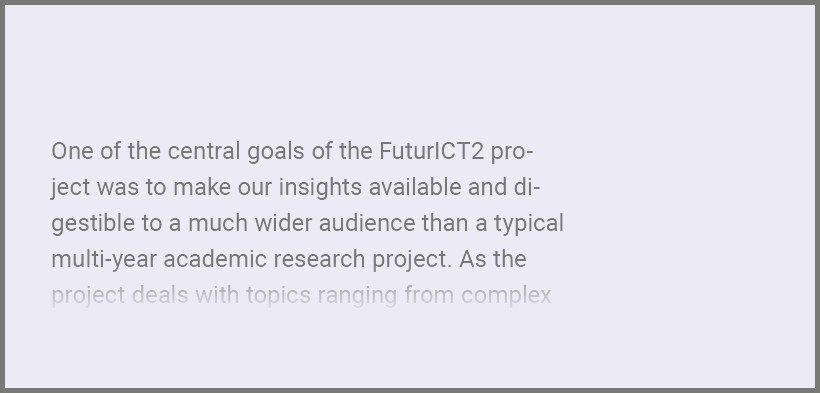 One of the central goals of the FuturICT2 pro-
ject was to make our insights available and di-
gestible to a much wider audience than a typical
multi-year academic research project. As the
project deals with topics ranging from complex